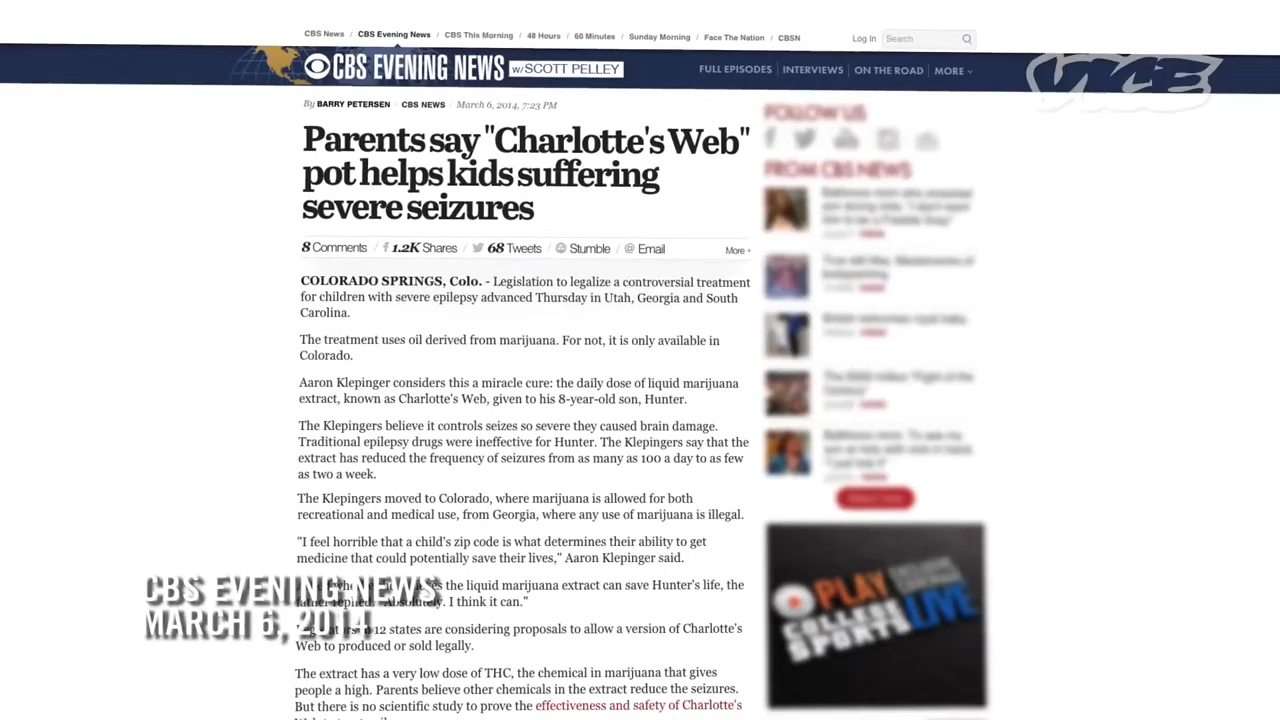 CBS News / CBS Evening News / CBS This Morning / 48 Hours / 60 Minutes / Sunday Morning / Face The Nation / CBSN
Log In Search
CBS EVENING NEWS W/SCOTT PELLEY
FULL EPISODES INTERVIEWS ON THE ROAD MORE
VICE
By BARRY PETERSEN CBS NEWS March 6, 2014, 7:23 PM
Parents say "Charlotte's Web"
pot helps kids suffering
severe seizures
8 Comments / 1.2K Shares / 68 Tweets / Stumble / @ Email More +
COLORADO SPRINGS, Colo. - Legislation to legalize a controversial treatment
for children with severe epilepsy advanced Thursday in Utah, Georgia and South
Carolina.
The treatment uses oil derived from marijuana. For not, it is only available in
Colorado.
Aaron Klepinger considers this a miracle cure: the daily dose of liquid marijuana
extract, known as Charlotte's Web, given to his 8-year-old son, Hunter.
The Klepingers believe it controls seizes so severe they caused brain damage.
Traditional epilepsy drugs were ineffective for Hunter. The Klepingers say that the
extract has reduced the frequency of seizures from as many as 100 a day to as few
as two a week.
The Klepingers moved to Colorado, where marijuana is allowed for both
recreational and medical use, from Georgia, where any use of marijuana is illegal.
"I feel horrible that a child's zip code is what determines their ability to get
medicine that could potentially save their lives," Aaron Klepinger said.
the liquid marijuana extract can save Hunter's life, the
father replied. "Absolutely. I think it can."
12 states are considering proposals to allow a version of Charlotte's
Web to produced or sold legally.
The extract has a very low dose of THC, the chemical in marijuana that gives
people a high. Parents believe other chemicals in the extract reduce the seizures.
But there is no scientific study to prove the effectiveness and safety of Charlotte's
CBS EVENING NEWS
MARCH 6, 2014
FOLLOW US
FROM CBS NEWS
PLAY
COLLEGE
SPORTS LIVE